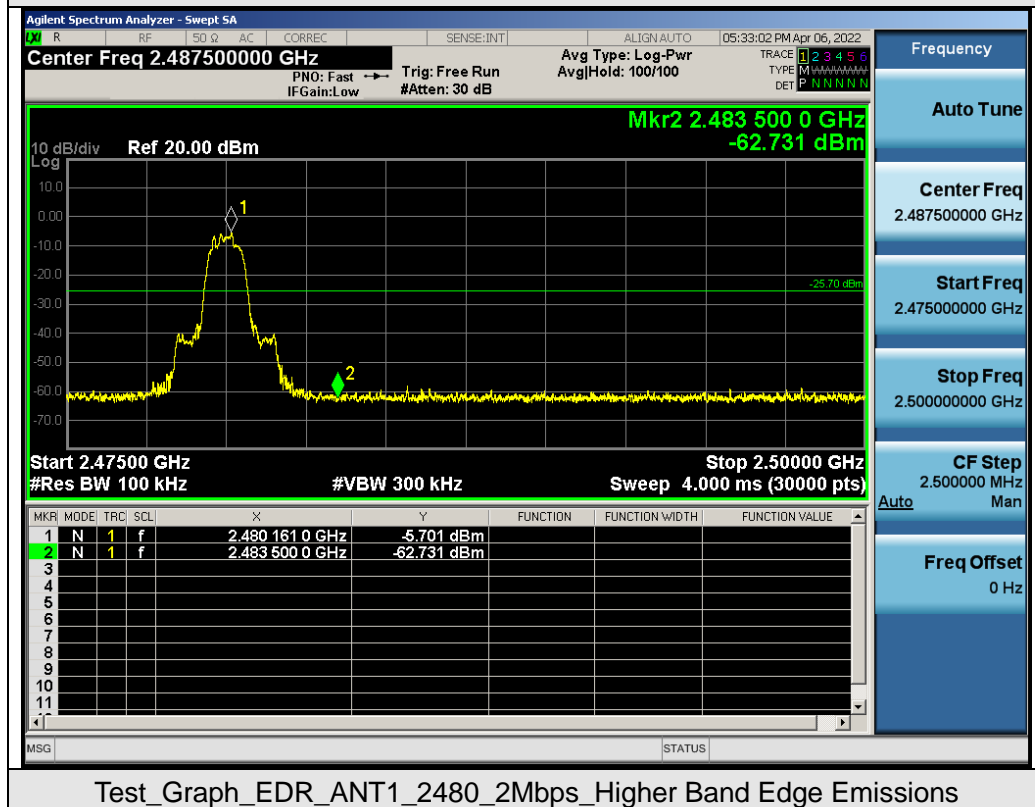 Agilent Spectrum Analyzer - Swept SA
LXI R RF 50 Ω AC CORREC SENSE:INT ALIGN AUTO 05:33:02 PM Apr 06, 2022
Center Freq 2.487500000 GHz
PNO: Fast
IFGain:Low
Trig: Free Run
#Atten: 30 dB
Avg Type: Log-Pwr
Avg|Hold: 100/100
TRACE 1 2 3 4 5 6
TYPE M WWWWW
DET P N N N N N
Mkr2 2.483 500 0 GHz
-62.731 dBm
10 dB/div Ref 20.00 dBm
Log
10.0
0.00
-10.0
-20.0
-30.0
-40.0
-50.0
-60.0
-70.0
1
2
-25.70 dBm
Start 2.47500 GHz Stop 2.50000 GHz
#Res BW 100 kHz #VBW 300 kHz Sweep 4.000 ms (30000 pts)
MKR MODE TRC SCL X Y FUNCTION FUNCTION WIDTH FUNCTION VALUE
1 N 1 f 2.480 161 0 GHz -5.701 dBm
2 N 1 f 2.483 500 0 GHz -62.731 dBm
3
4
5
6
7
8
9
10
11
MSG STATUS
Frequency
Auto Tune
Center Freq
2.487500000 GHz
Start Freq
2.475000000 GHz
Stop Freq
2.500000000 GHz
CF Step
2.500000 MHz
Auto Man
Freq Offset
0 Hz
Test_Graph_EDR_ANT1_2480_2Mbps_Higher Band Edge Emissions